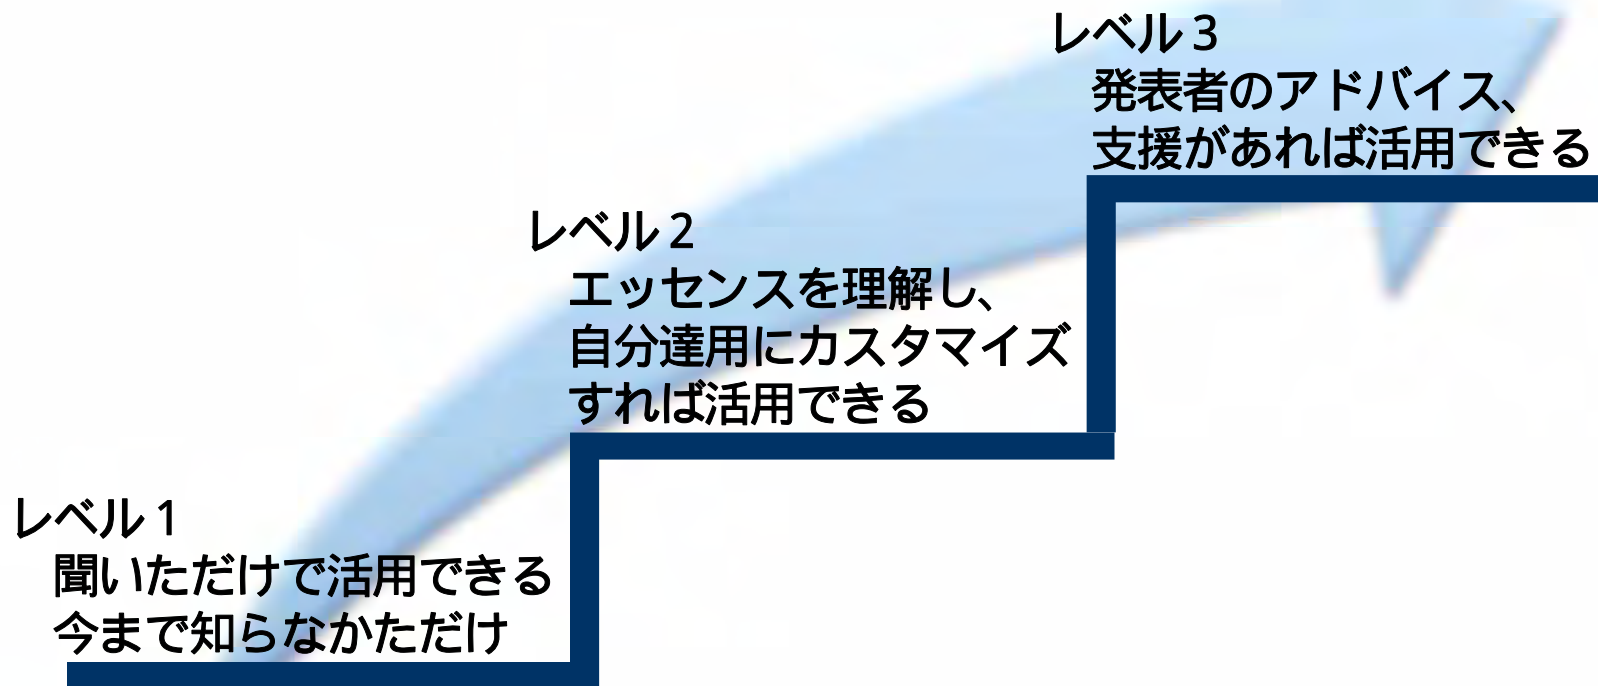 レベル3
発表者のアドバイス、
支援があれば活用できる
レベル2
エッセンスを理解し、
自分達用にカスタマイズ
すれば活用できる
レベル1
聞いただけで活用できる
今まで知らなかただけ